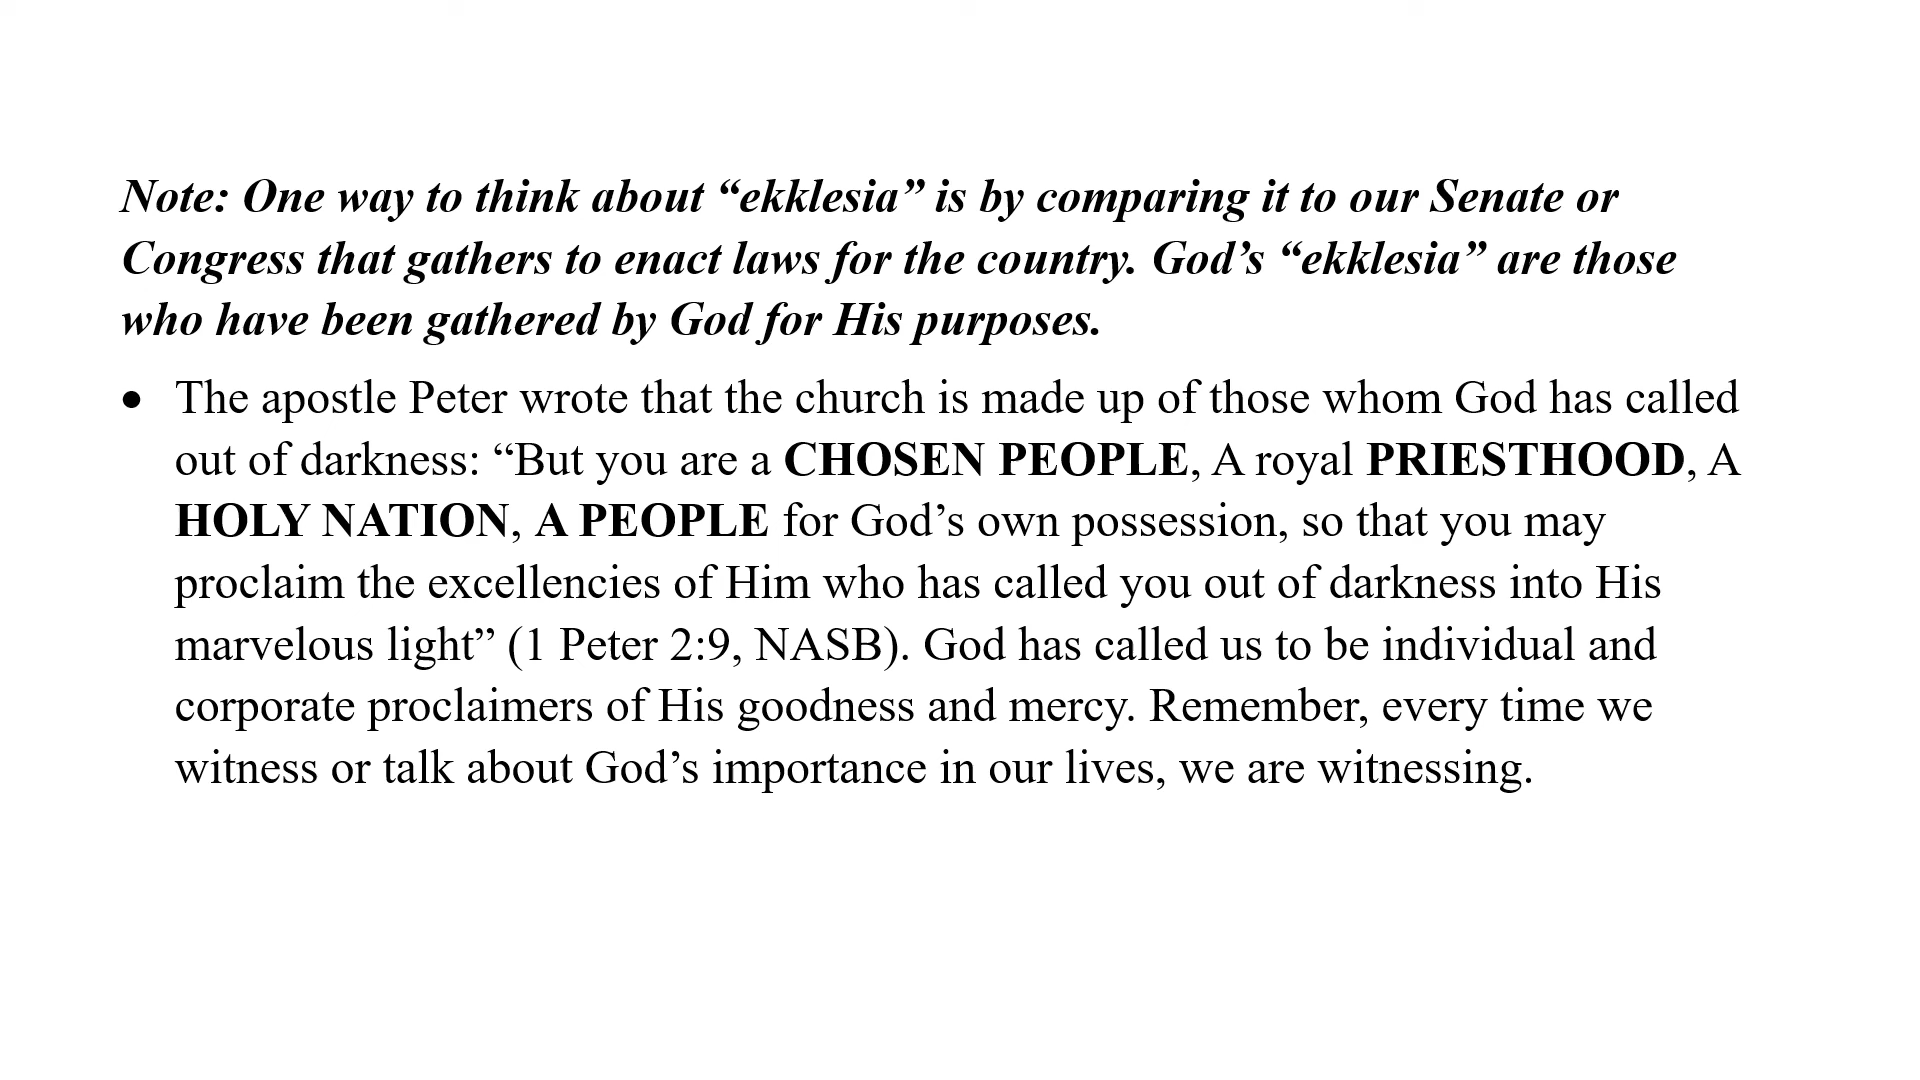 Note: One way to think about “ekklesia” is by comparing it to our Senate or
Congress that gathers to enact laws for the country. God’s “ekklesia” are those
who have been gathered by God for His purposes.
• The apostle Peter wrote that the church is made up of those whom God has called
out of darkness: “But you are a CHOSEN PEOPLE, A royal PRIESTHOOD, A
HOLY NATION, A PEOPLE for God’s own possession, so that you may
proclaim the excellencies of Him who has called you out of darkness into His
marvelous light” (1 Peter 2:9, NASB). God has called us to be individual and
corporate proclaimers of His goodness and mercy. Remember, every time we
witness or talk about God’s importance in our lives, we are witnessing.